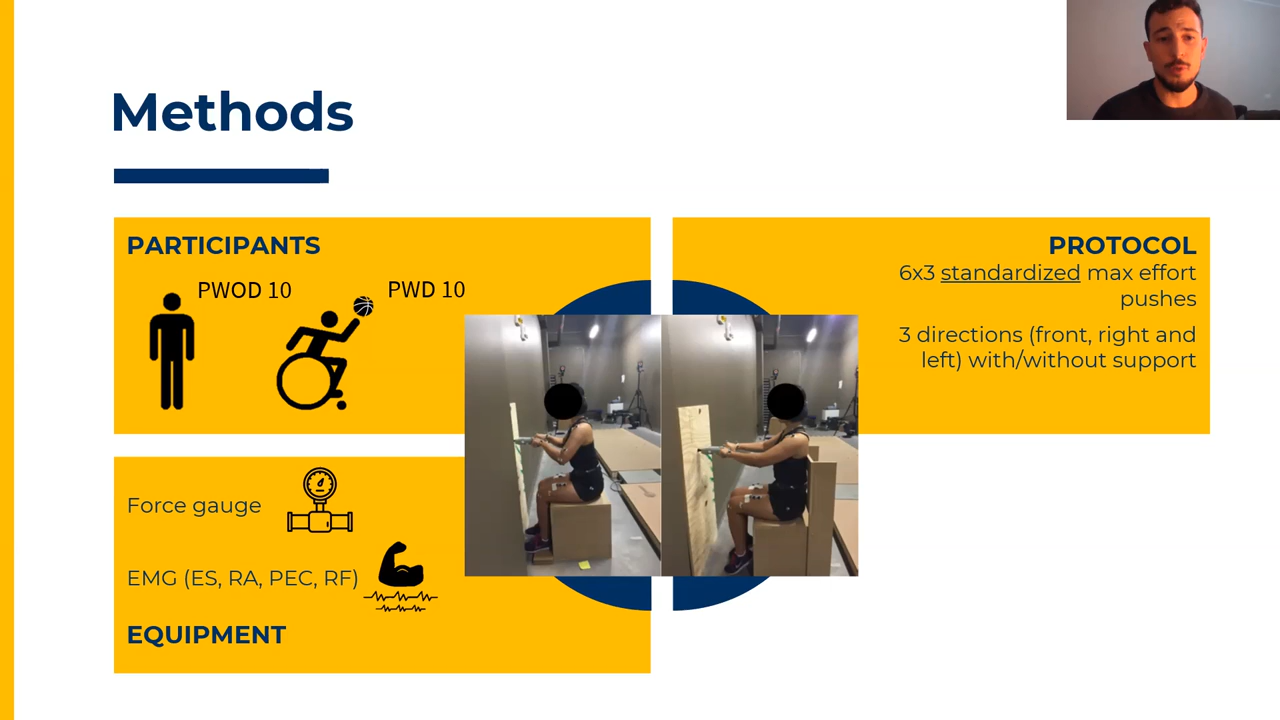 Methods
PARTICIPANTS
PWOD 10
PWD 10
PROTOCOL
6x3 standardized max effort
pushes
3 directions (front, right and
left) with/without support
Force gauge
EMG (ES, RA, PEC, RF)
EQUIPMENT